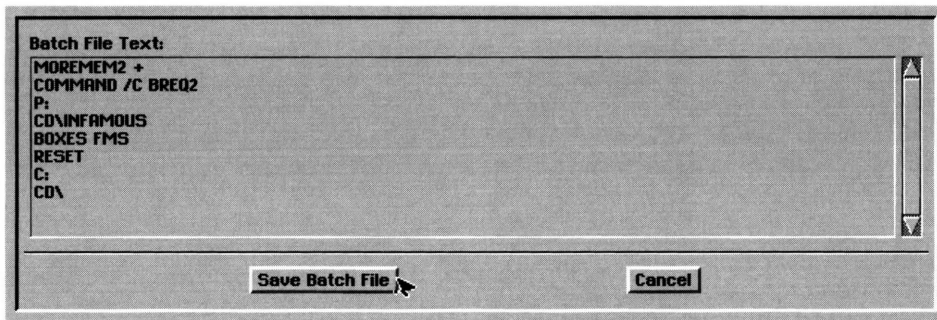 Batch File Text:
MOREMEM2 +
COMMAND /C BREQ2
P:
CD\INFAMOUS
BOXES FMS
RESET
C:
CD\
Save Batch File
Cancel